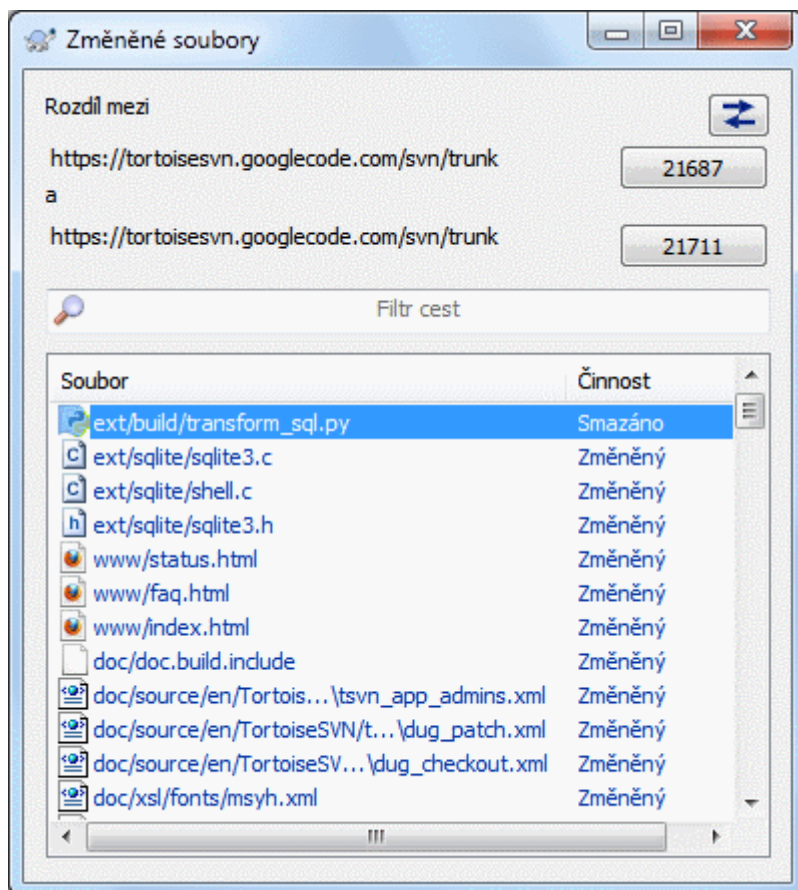 Změněné soubory
Rozdíl mezi
https://tortoisesvn.googlecode.com/svn/trunk 21687
a
https://tortoisesvn.googlecode.com/svn/trunk 21711
Filtr cest
Soubor Činnost
ext/build/transform_sql.py Smazáno
ext/sqlite/sqlite3.c Změněný
ext/sqlite/shell.c Změněný
ext/sqlite/sqlite3.h Změněný
www/status.html Změněný
www/faq.html Změněný
www/index.html Změněný
doc/doc.build.include Změněný
doc/source/en/Tortois...\tsvn_app_admins.xml Změněný
doc/source/en/TortoiseSVN/t...\dug_patch.xml Změněný
doc/source/en/TortoiseSV...\dug_checkout.xml Změněný
doc/xsl/fonts/msyh.xml Změněný